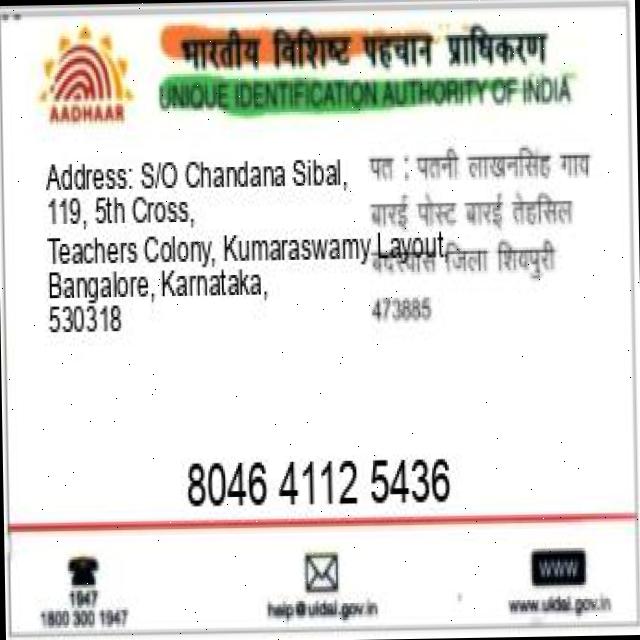 भारतीय विशिष्ट पहचान प्राधिकरण
UNIQUE IDENTIFICATION AUTHORITY OF INDIA
AADHAAR
Address: S/O Chandana Sibal,
119, 5th Cross,
Teachers Colony, Kumaraswamy Layout,
Bangalore, Karnataka,
530318
पत : पतनी लाखनसिंह गाव
बारई पोस्ट बारई तेहसिल
बदरवास जिला शिवपुरी
473885
8046 4112 5436
1947
1800 300 1947
help@uidai.gov.in
www
www.uidai.gov.in